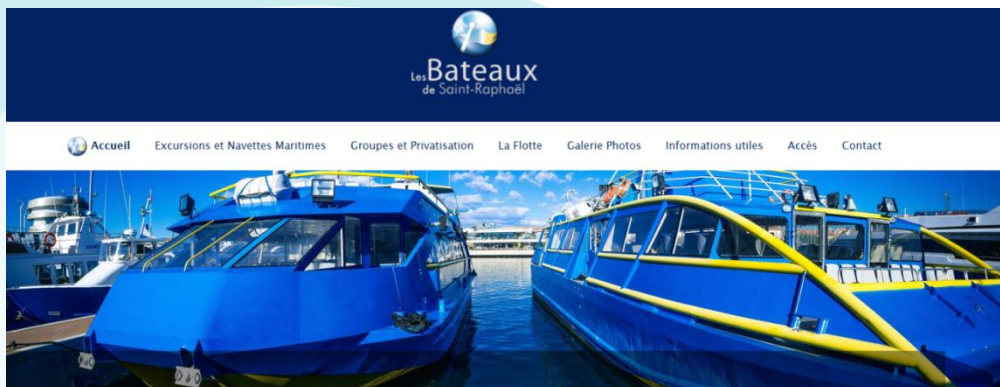 Les Bateaux
de Saint-Raphaël
Accueil Excursions et Navettes Maritimes Groupes et Privatisation La Flotte Galerie Photos Informations utiles Accès Contact